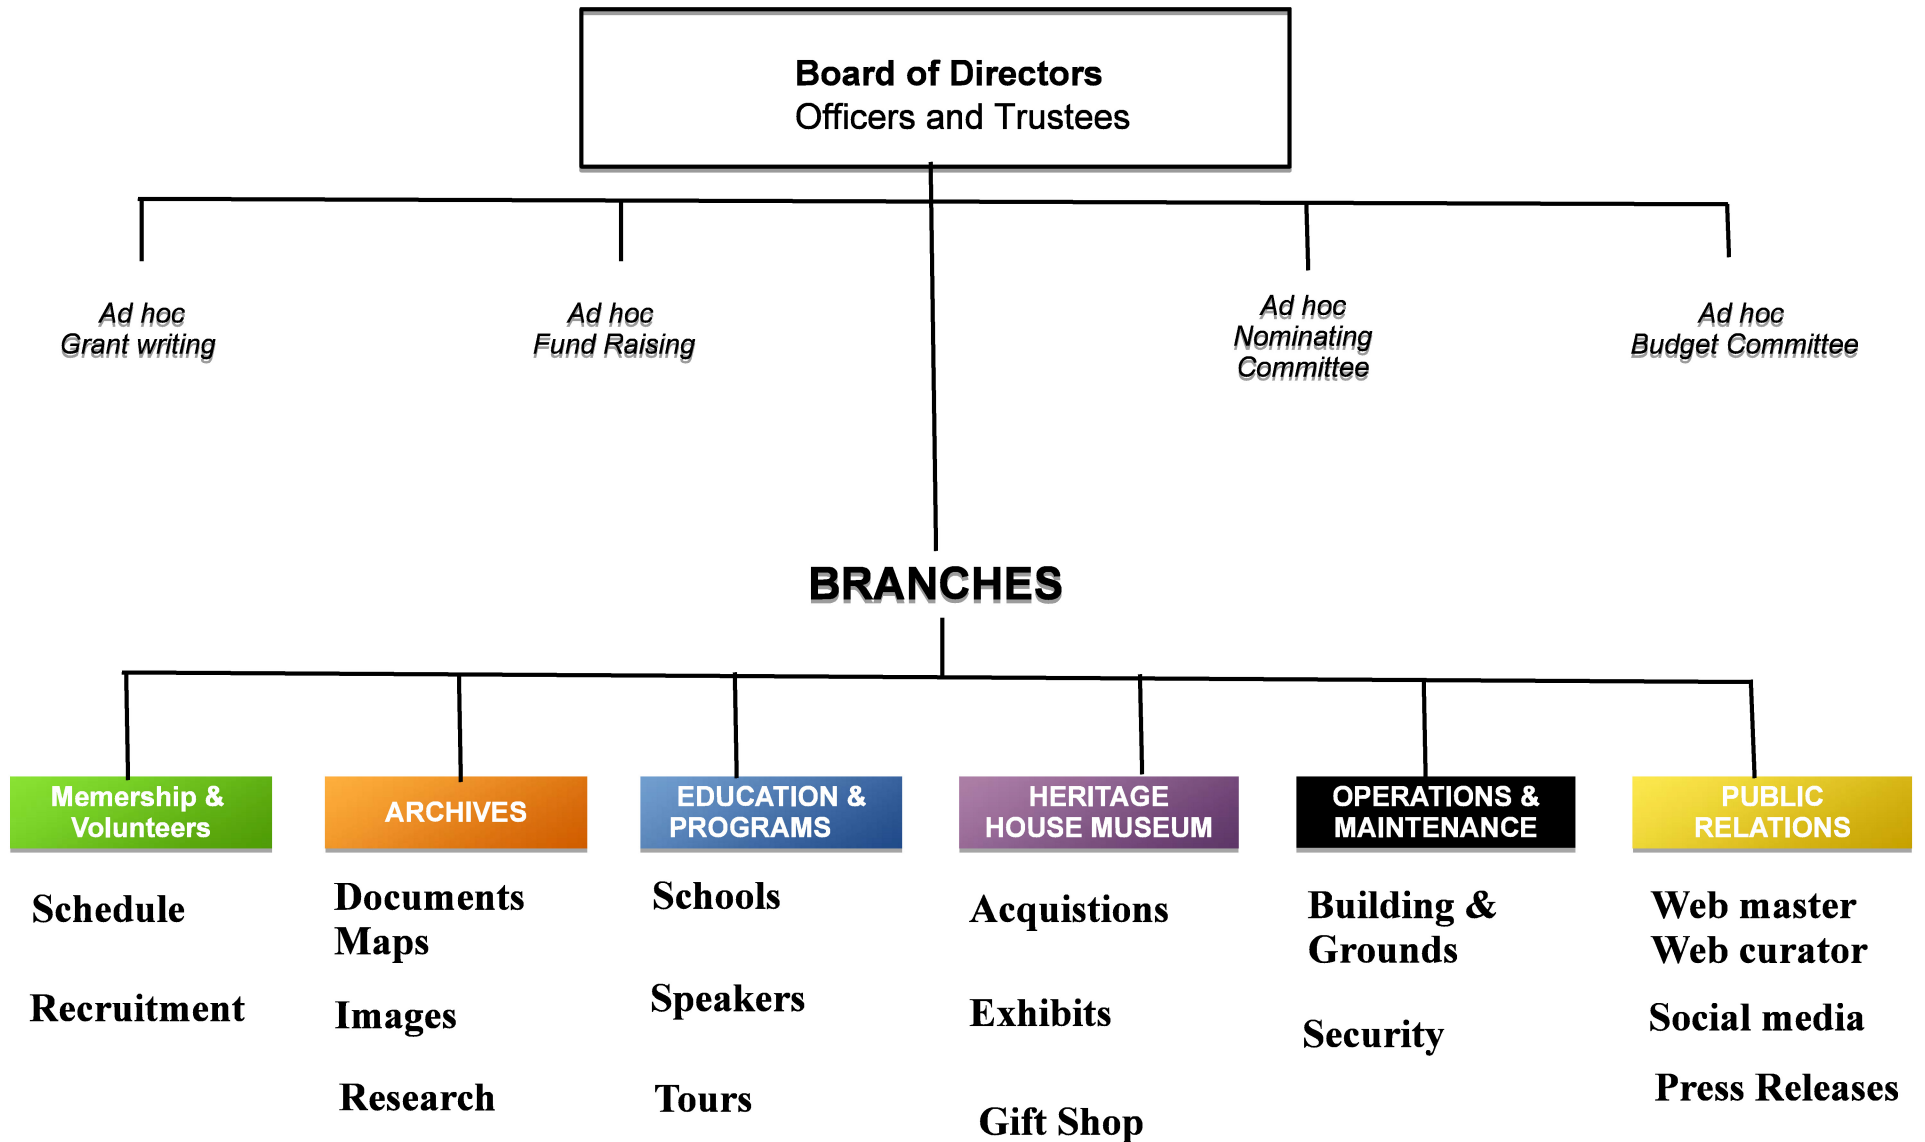 Board of Directors
Officers and Trustees
Ad hoc
Grant writing
Ad hoc
Fund Raising
Ad hoc
Nominating
Committee
Ad hoc
Budget Committee
BRANCHES
Memership &
Volunteers
ARCHIVES
EDUCATION &
PROGRAMS
HERITAGE
HOUSE MUSEUM
OPERATIONS &
MAINTENANCE
PUBLIC
RELATIONS
Schedule
Recruitment
Documents
Maps
Images
Research
Schools
Speakers
Tours
Acquistions
Exhibits
Gift Shop
Building &
Grounds
Security
Web master
Web curator
Social media
Press Releases